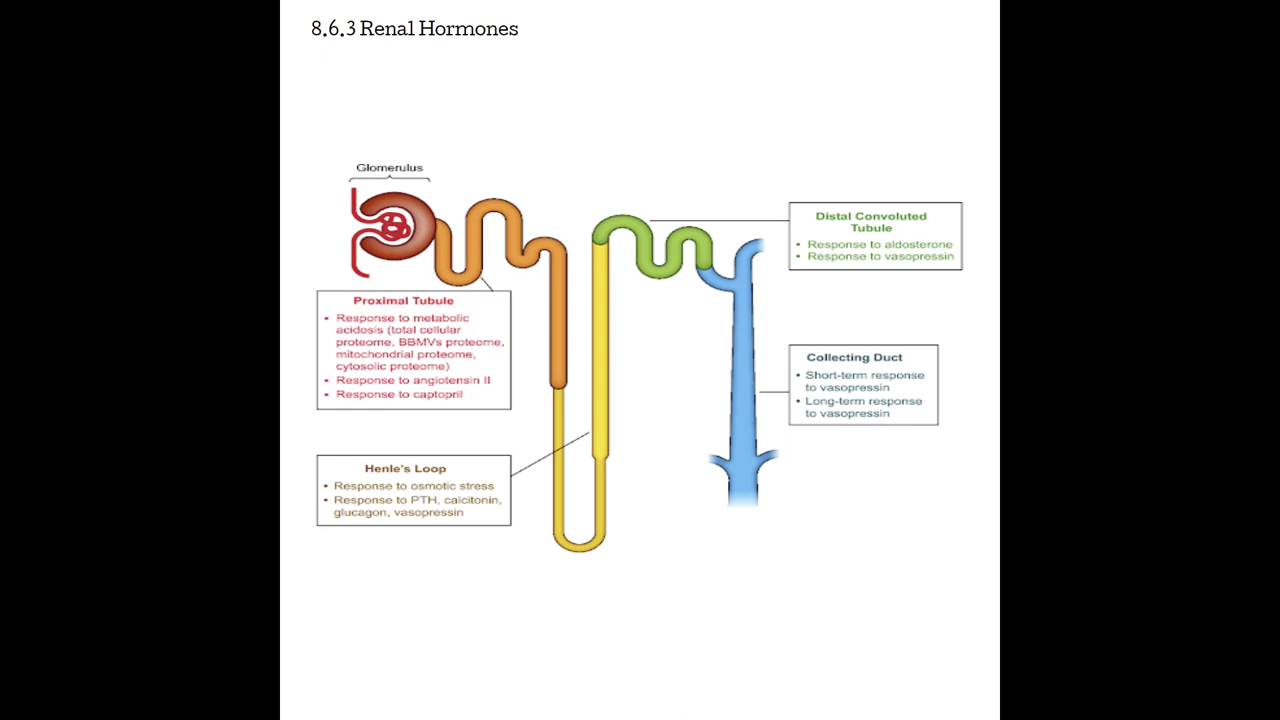 8.6.3 Renal Hormones
Glomerulus
Proximal Tubule
• Response to metabolic
acidosis (total cellular
proteome, BBMVs proteome,
mitochondrial proteome,
cytosolic proteome)
• Response to angiotensin II
• Response to captopril
Henle's Loop
• Response to osmotic stress
• Response to PTH, calcitonin,
glucagon, vasopressin
Distal Convoluted
Tubule
• Response to aldosterone
• Response to vasopressin
Collecting Duct
• Short-term response
to vasopressin
• Long-term response
to vasopressin